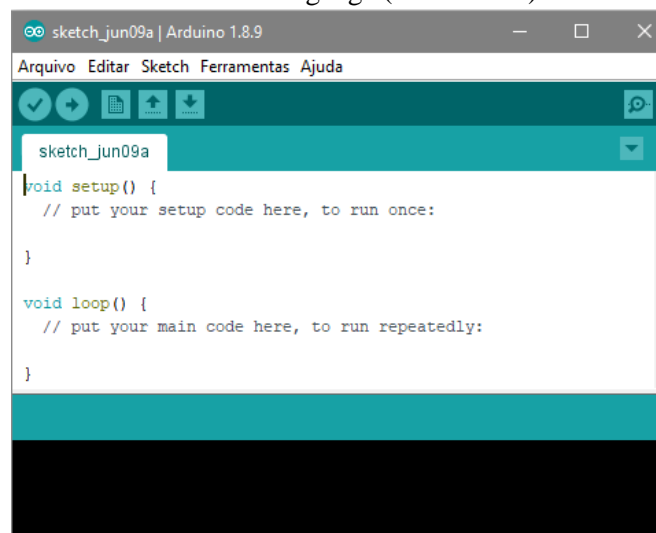 sketch_jun09a | Arduino 1.8.9
Arquivo Editar Sketch Ferramentas Ajuda
sketch_jun09a
void setup() {
// put your setup code here, to run once:
}
void loop() {
// put your main code here, to run repeatedly:
}